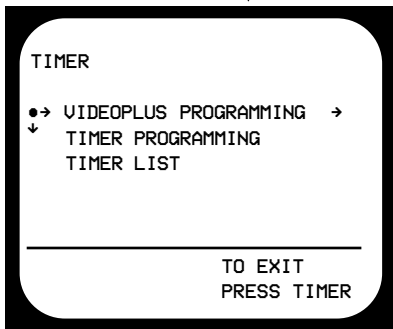 TIMER
●→ VIDEOPLUS PROGRAMMING →
↓ TIMER PROGRAMMING
TIMER LIST
TO EXIT
PRESS TIMER